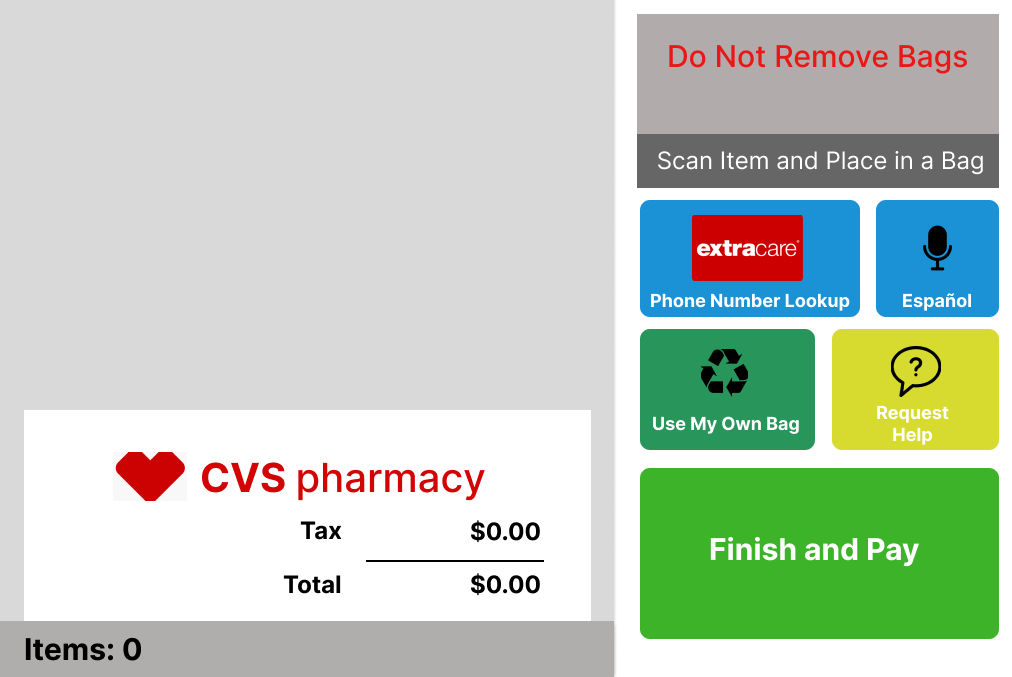 CVS pharmacy
Tax $0.00
Total $0.00
Items: 0
Do Not Remove Bags
Scan Item and Place in a Bag
extracare®
Phone Number Lookup
Español
Use My Own Bag
?
Request
Help
Finish and Pay